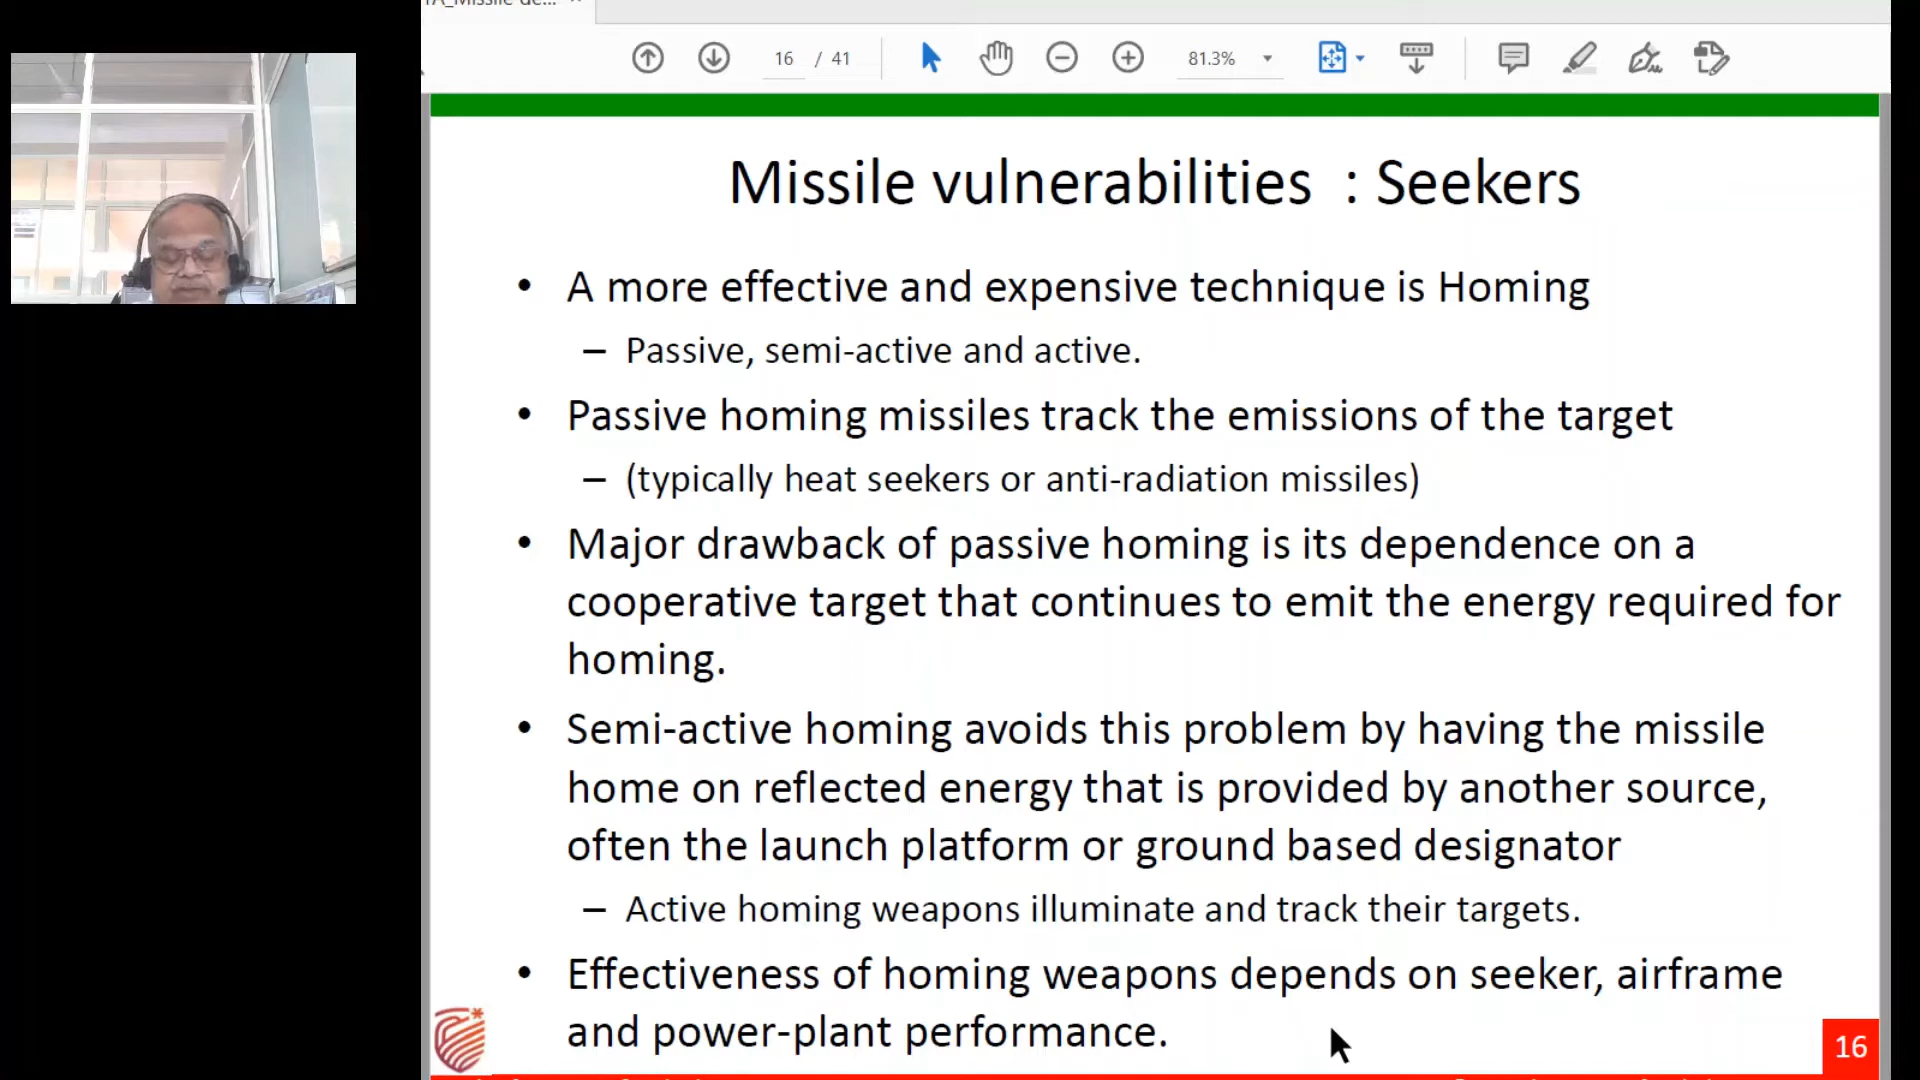 16 / 41
81.3%
Missile vulnerabilities : Seekers
• A more effective and expensive technique is Homing
– Passive, semi-active and active.
• Passive homing missiles track the emissions of the target
– (typically heat seekers or anti-radiation missiles)
• Major drawback of passive homing is its dependence on a
cooperative target that continues to emit the energy required for
homing.
• Semi-active homing avoids this problem by having the missile
home on reflected energy that is provided by another source,
often the launch platform or ground based designator
– Active homing weapons illuminate and track their targets.
• Effectiveness of homing weapons depends on seeker, airframe
and power-plant performance.
16